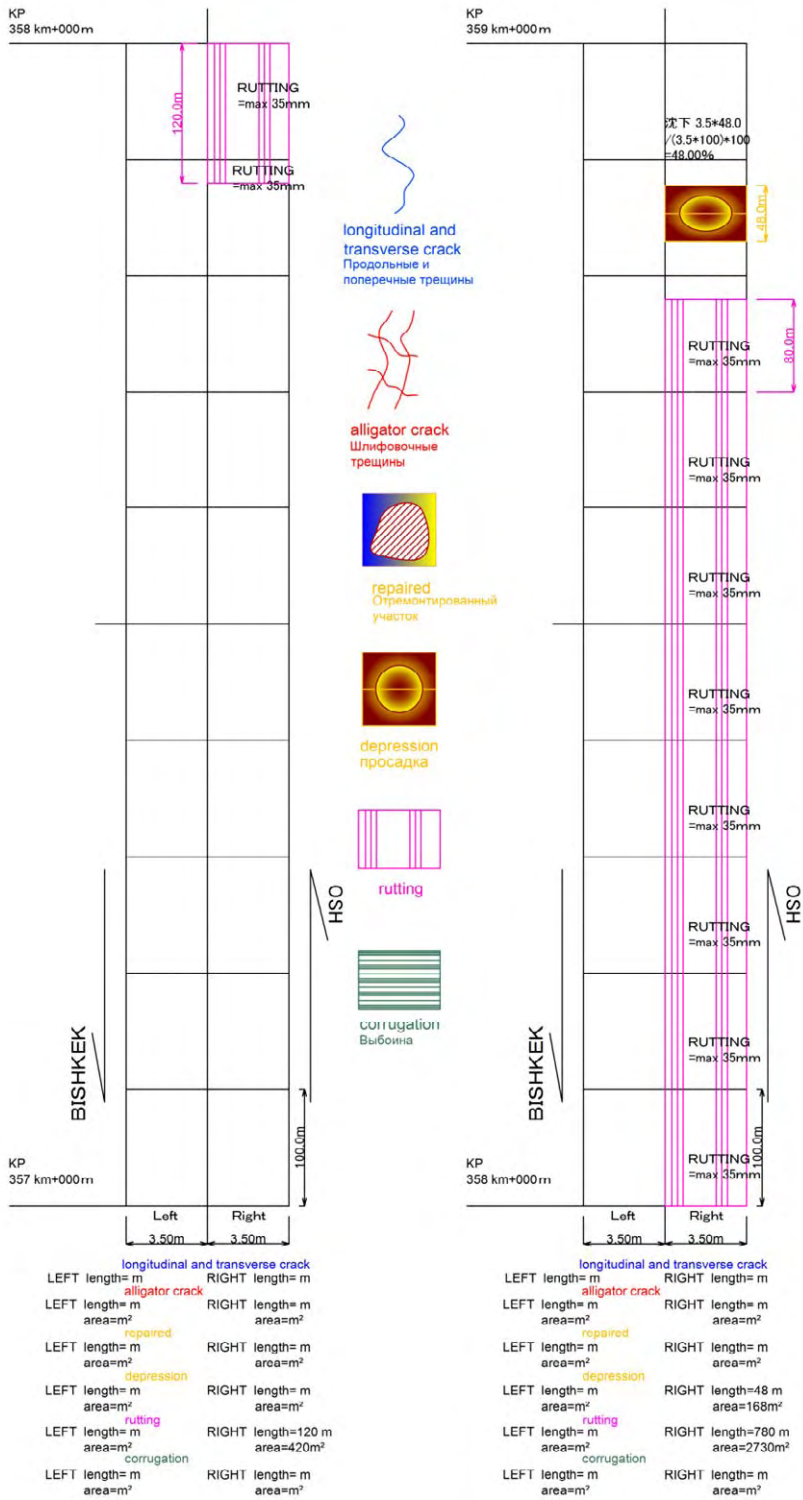 KP
358 km+000m
120.0m
RUTTING
=max 35mm
RUTTING
=max 35mm
BISHKEK
OSH
100.0m
KP
357 km+000m
Left Right
3.50m 3.50m
longitudinal and transverse crack
LEFT length= m RIGHT length= m
alligator crack
LEFT length= m RIGHT length= m
area=m² area=m²
repaired
LEFT length= m RIGHT length= m
area=m² area=m²
depression
LEFT length= m RIGHT length= m
area=m² area=m²
rutting
LEFT length= m RIGHT length=120 m
area=m² area=420m²
corrugation
LEFT length= m RIGHT length= m
area=m² area=m²
longitudinal and
transverse crack
Продольные и
поперечные трещины
alligator crack
Шлифовочные
трещины
repaired
Отремонтированный
участок
depression
просадка
rutting
corrugation
Выбоина
KP
359 km+000m
沈下 3.5*48.0
/(3.5*100)*100
=48.00%
48.0m
80.0m
RUTTING
=max 35mm
RUTTING
=max 35mm
RUTTING
=max 35mm
RUTTING
=max 35mm
RUTTING
=max 35mm
RUTTING
=max 35mm
RUTTING
=max 35mm
RUTTING
=max 35mm
BISHKEK
OSH
100.0m
KP
358 km+000m
Left Right
3.50m 3.50m
longitudinal and transverse crack
LEFT length= m RIGHT length= m
alligator crack
LEFT length= m RIGHT length= m
area=m² area=m²
repaired
LEFT length= m RIGHT length= m
area=m² area=m²
depression
LEFT length= m RIGHT length=48 m
area=m² area=168m²
rutting
LEFT length= m RIGHT length=780 m
area=m² area=2730m²
corrugation
LEFT length= m RIGHT length= m
area=m² area=m²